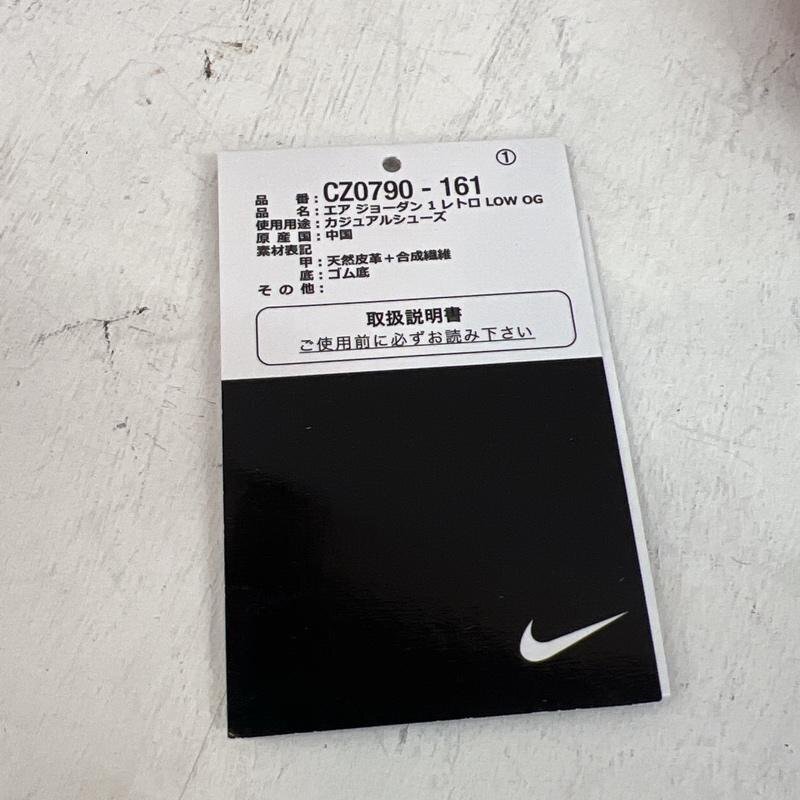 ①
品 番 : CZ0790 - 161
品 名 : エア ジョーダン 1 レトロ LOW OG
使用用途 : カジュアルシューズ
原 産 国 : 中国
素材表記
甲 : 天然皮革＋合成繊維
底 : ゴム底
そ の 他 :
取扱説明書
ご使用前に必ずお読み下さい